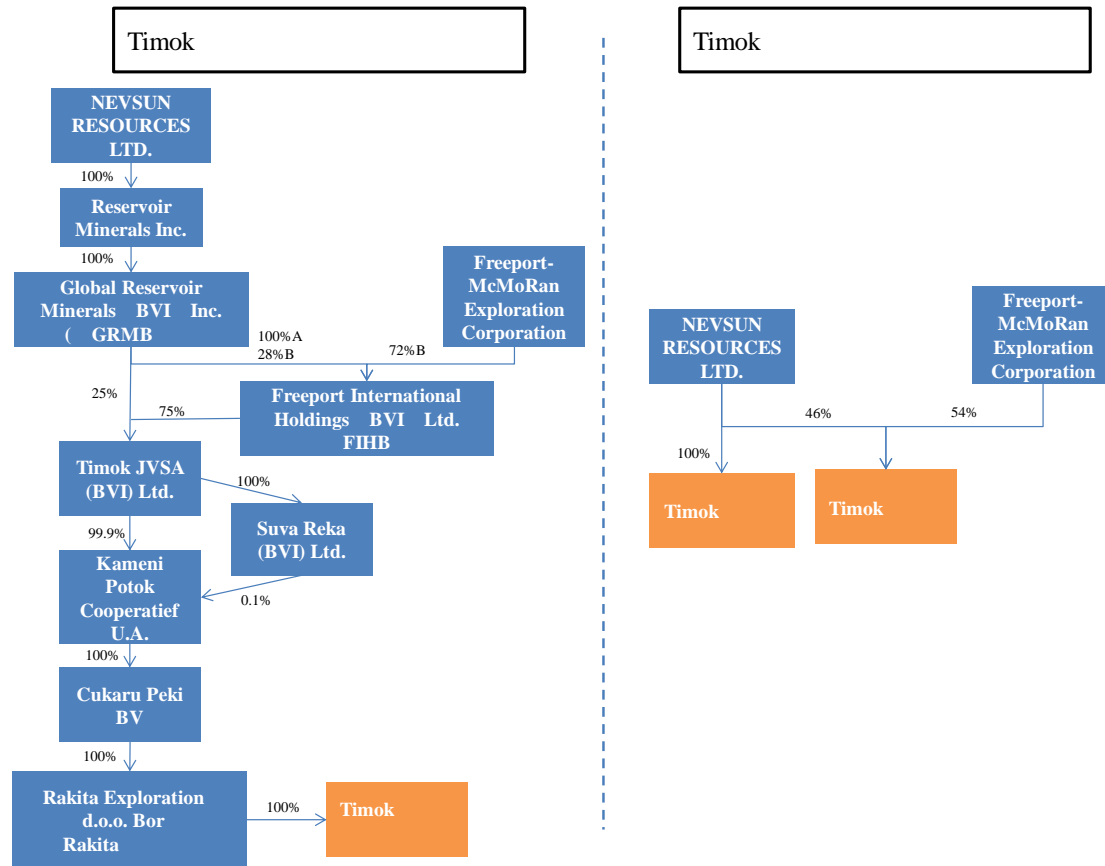 Timok
NEVSUN
RESOURCES
LTD.
100%
Reservoir
Minerals Inc.
100%
Global Reservoir
Minerals BVI Inc.
( GRMB
Freeport-
McMoRan
Exploration
Corporation
100%A
28%B
72%B
25%
75%
Freeport International
Holdings BVI Ltd.
FIHB
Timok JVSA
(BVI) Ltd.
100%
99.9%
Suva Reka
(BVI) Ltd.
Kameni
Potok
Cooperatief
U.A.
0.1%
100%
Cukaru Peki
BV
100%
Rakita Exploration
d.o.o. Bor
Rakita
100%
Timok
Timok
NEVSUN
RESOURCES
LTD.
Freeport-
McMoRan
Exploration
Corporation
46%
54%
100%
Timok
Timok